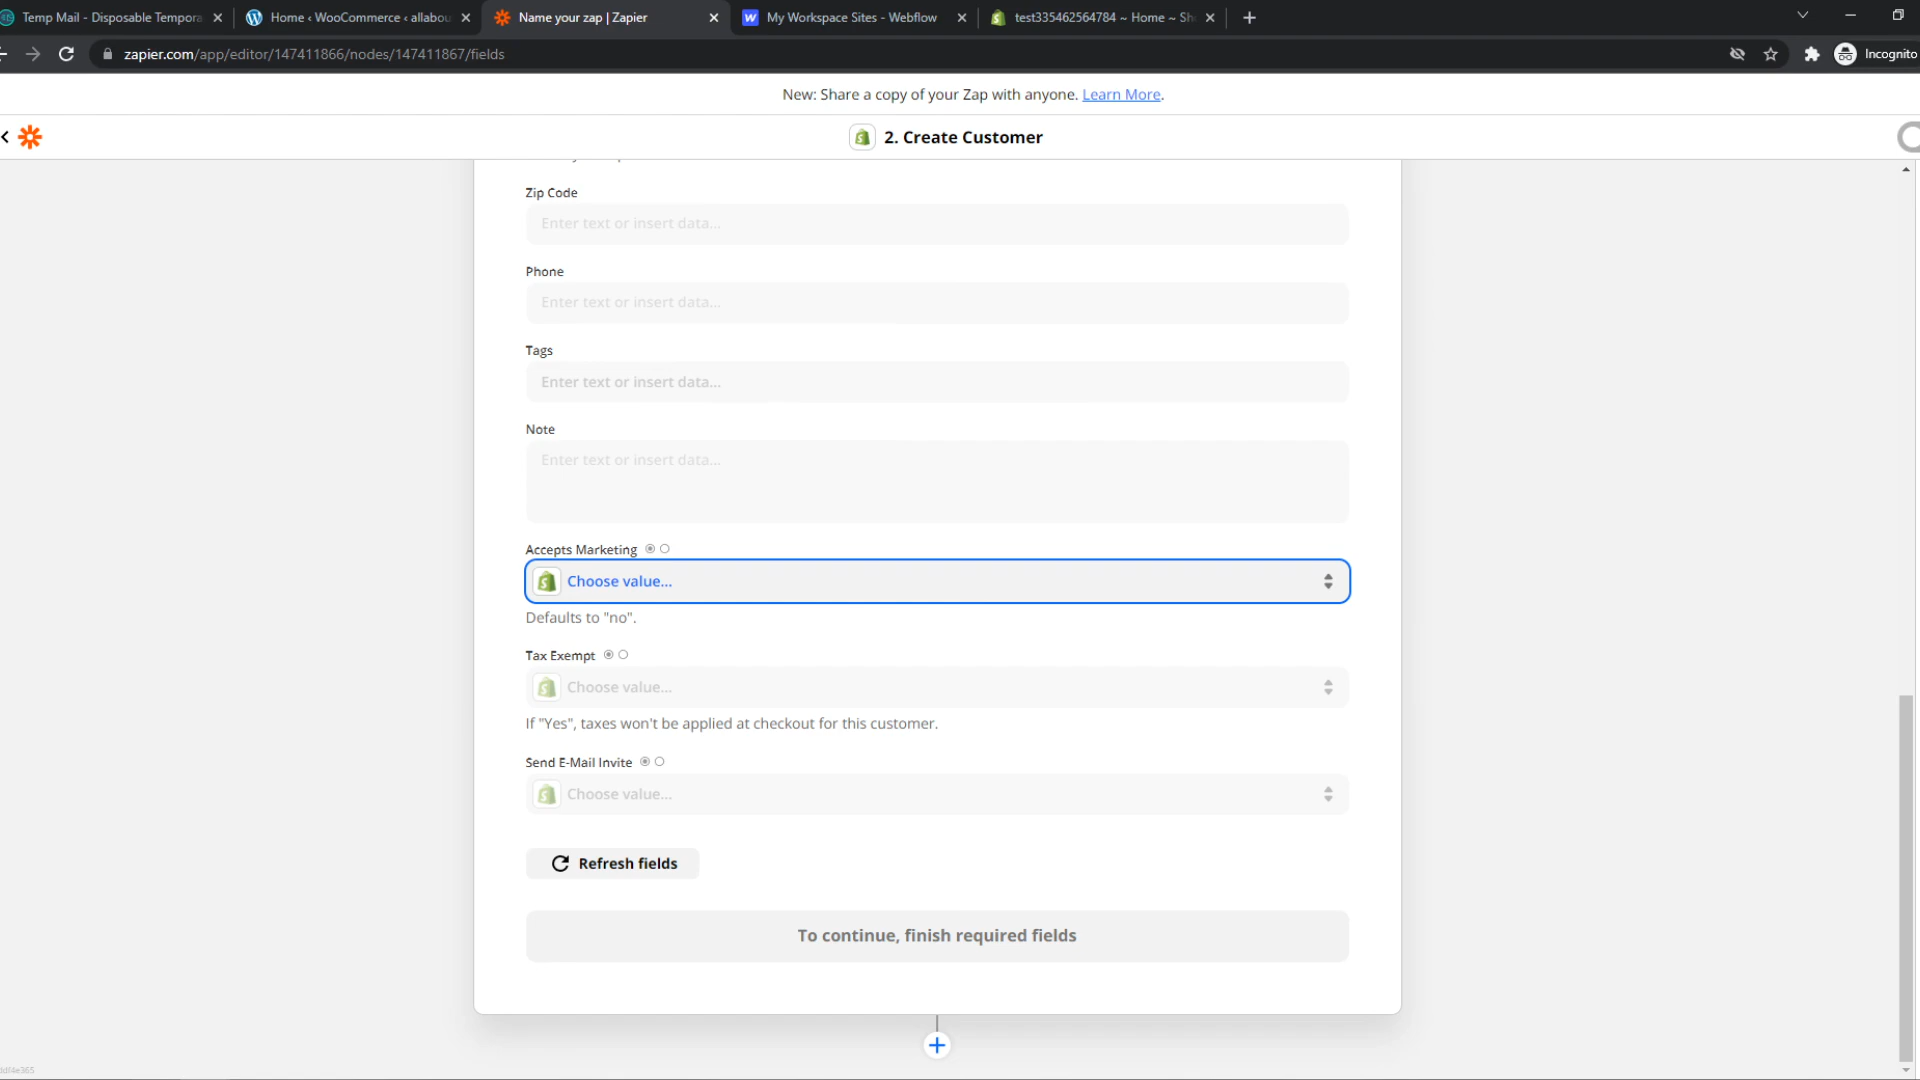 Temp Mail - Disposable Tempora
Home ‹ WooCommerce ‹ allabou
Name your zap | Zapier
My Workspace Sites - Webflow
test335462564784 ~ Home ~ Sh
zapier.com/app/editor/147411866/nodes/147411867/fields
Incognito
New: Share a copy of your Zap with anyone. Learn More.
2. Create Customer
Zip Code
Enter text or insert data...
Phone
Enter text or insert data...
Tags
Enter text or insert data...
Note
Enter text or insert data...
Accepts Marketing
Choose value...
Defaults to "no".
Tax Exempt
Choose value...
If "Yes", taxes won't be applied at checkout for this customer.
Send E-Mail Invite
Choose value...
Refresh fields
To continue, finish required fields